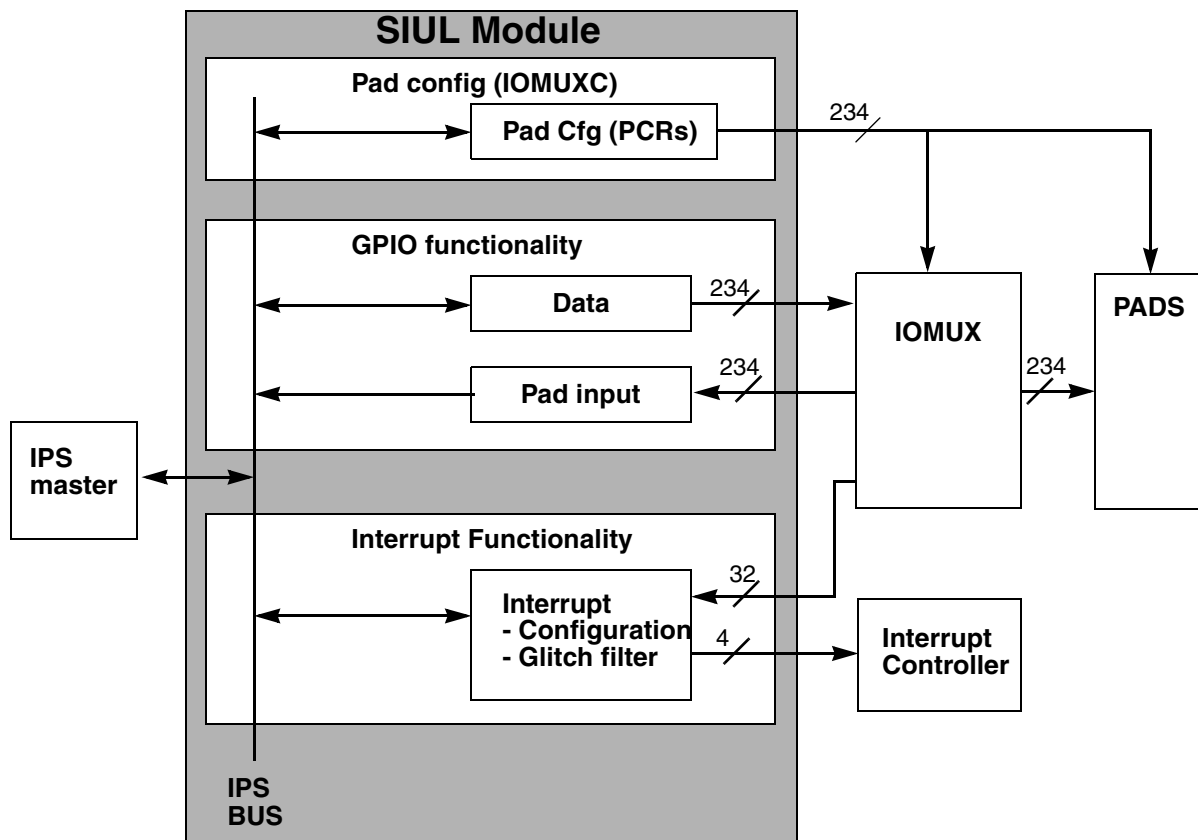 SIUL Module
Pad config (IOMUXC)
Pad Cfg (PCRs)
234
GPIO functionality
Data
234
Pad input
234
IOMUX
234
PADS
IPS
master
Interrupt Functionality
Interrupt
- Configuration
- Glitch filter
32
4
Interrupt
Controller
IPS
BUS